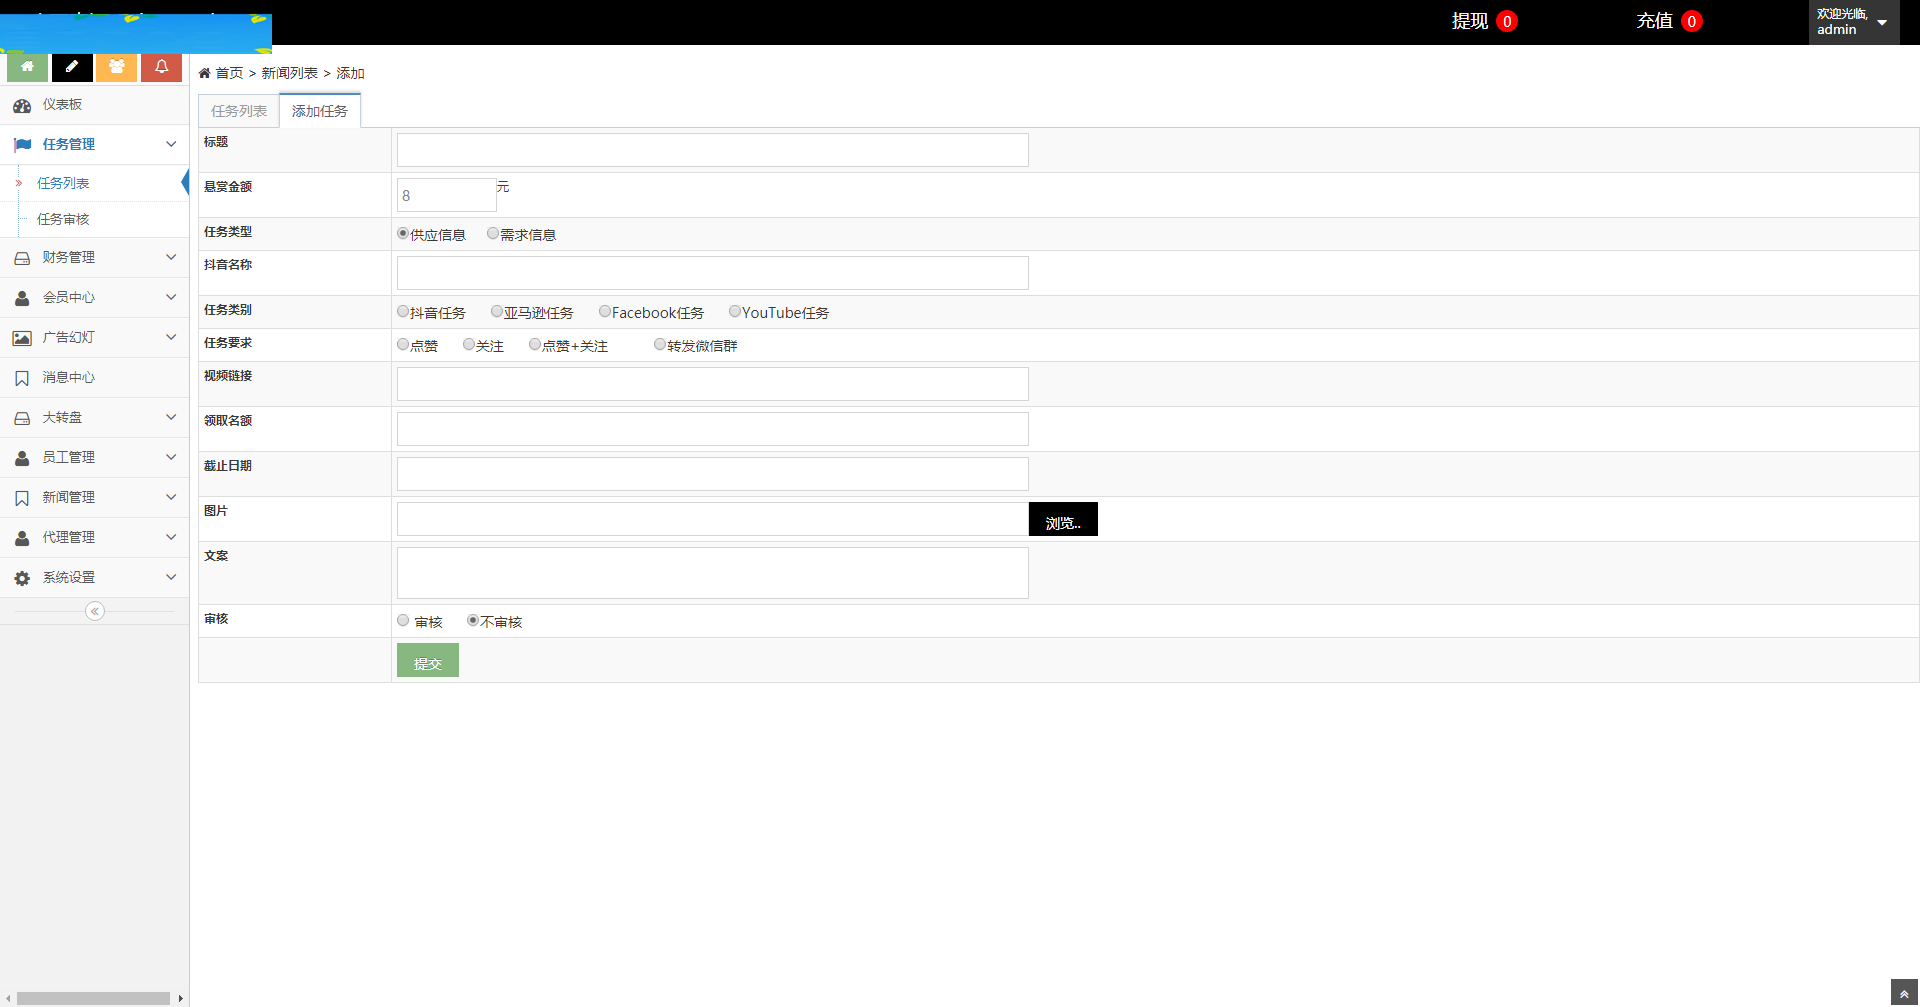 提现 0
充值 0
欢迎光临,
admin
首页 > 新闻列表 > 添加
仪表板
任务管理
任务列表
任务审核
财务管理
会员中心
广告幻灯
消息中心
大转盘
员工管理
新闻管理
代理管理
系统设置
任务列表 添加任务
标题
悬赏金额 8 元
任务类型 供应信息 需求信息
抖音名称
任务类别 抖音任务 亚马逊任务 Facebook任务 YouTube任务
任务要求 点赞 关注 点赞+关注 转发微信群
视频链接
领取名额
截止日期
图片 浏览..
文案
审核 审核 不审核
提交